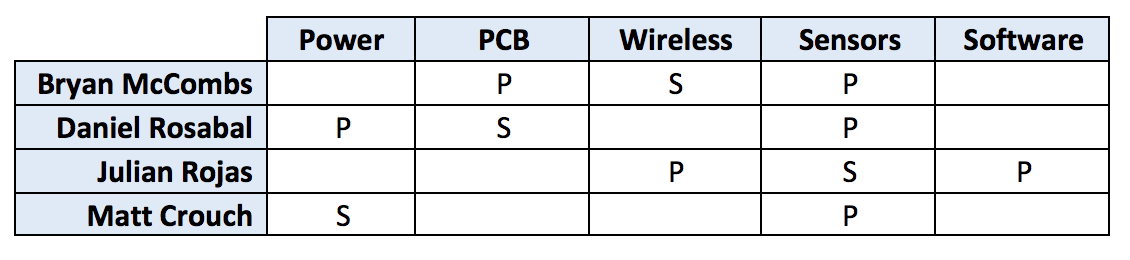 Power PCB Wireless Sensors Software
Bryan McCombs P S P
Daniel Rosabal P S P
Julian Rojas P S P
Matt Crouch S P